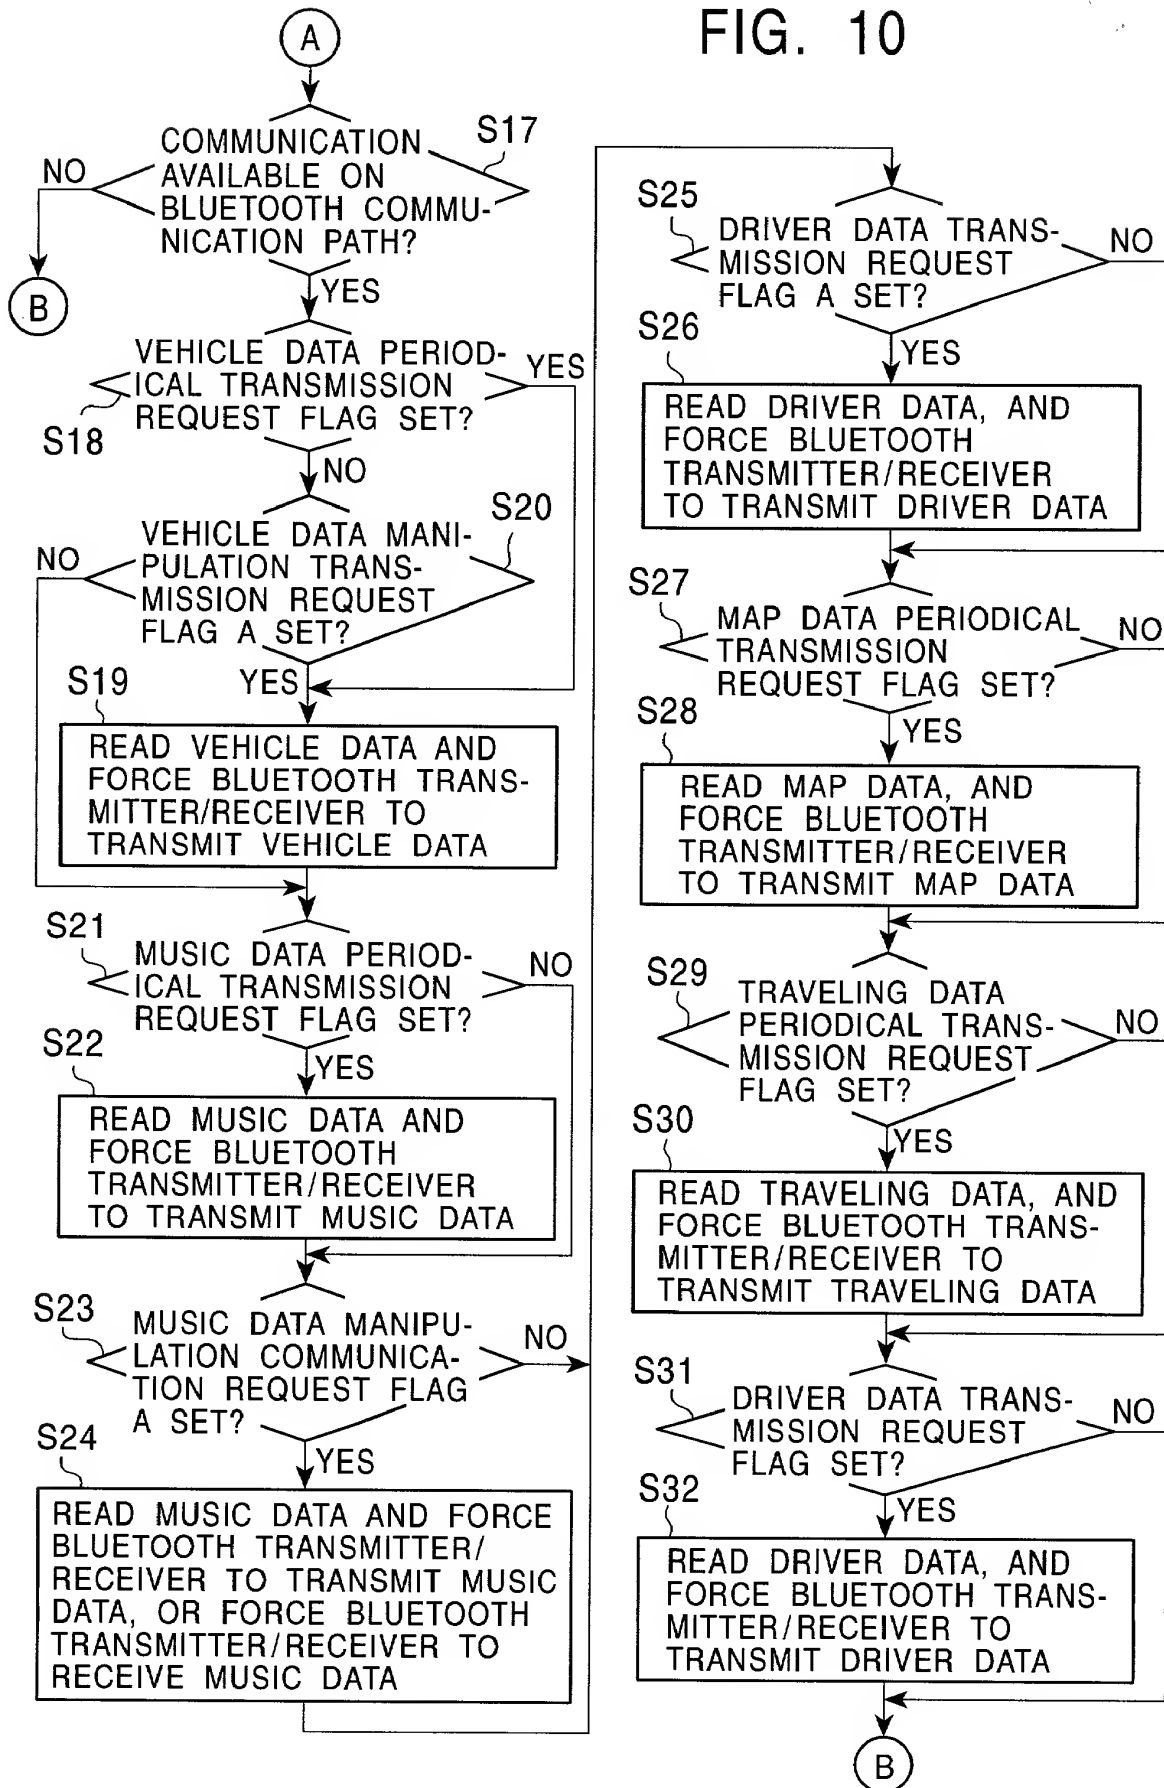 FIG. 10
A
COMMUNICATION
AVAILABLE ON
BLUETOOTH COMMU-
NICATION PATH?
S17
NO
B
YES
VEHICLE DATA PERIOD-
ICAL TRANSMISSION
REQUEST FLAG SET?
YES
S18
NO
VEHICLE DATA MANI-
PULATION TRANS-
MISSION REQUEST
FLAG A SET?
S20
NO
YES
S19
READ VEHICLE DATA AND
FORCE BLUETOOTH TRANS-
MITTER/RECEIVER TO
TRANSMIT VEHICLE DATA
S21
MUSIC DATA PERIOD-
ICAL TRANSMISSION
REQUEST FLAG SET?
NO
YES
S22
READ MUSIC DATA AND
FORCE BLUETOOTH
TRANSMITTER/RECEIVER
TO TRANSMIT MUSIC DATA
S23
MUSIC DATA MANIPU-
LATION COMMUNICA-
TION REQUEST FLAG
A SET?
NO
YES
S24
READ MUSIC DATA AND FORCE
BLUETOOTH TRANSMITTER/
RECEIVER TO TRANSMIT MUSIC
DATA, OR FORCE BLUETOOTH
TRANSMITTER/RECEIVER TO
RECEIVE MUSIC DATA
S25
DRIVER DATA TRANS-
MISSION REQUEST
FLAG A SET?
NO
YES
S26
READ DRIVER DATA, AND
FORCE BLUETOOTH
TRANSMITTER/RECEIVER
TO TRANSMIT DRIVER DATA
S27
MAP DATA PERIODICAL
TRANSMISSION
REQUEST FLAG SET?
NO
YES
S28
READ MAP DATA, AND
FORCE BLUETOOTH
TRANSMITTER/RECEIVER
TO TRANSMIT MAP DATA
S29
TRAVELING DATA
PERIODICAL TRANS-
MISSION REQUEST
FLAG SET?
NO
YES
S30
READ TRAVELING DATA, AND
FORCE BLUETOOTH TRANS-
MITTER/RECEIVER TO
TRANSMIT TRAVELING DATA
S31
DRIVER DATA TRANS-
MISSION REQUEST
FLAG SET?
NO
YES
S32
READ DRIVER DATA, AND
FORCE BLUETOOTH TRANS-
MITTER/RECEIVER TO
TRANSMIT DRIVER DATA
B